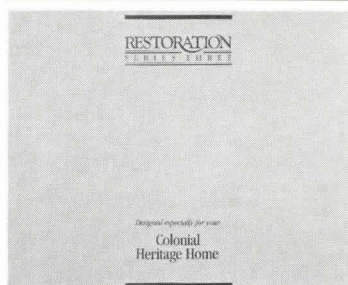 RESTORATION
SERIES THREE
Designed especially for your
Colonial
Heritage Home